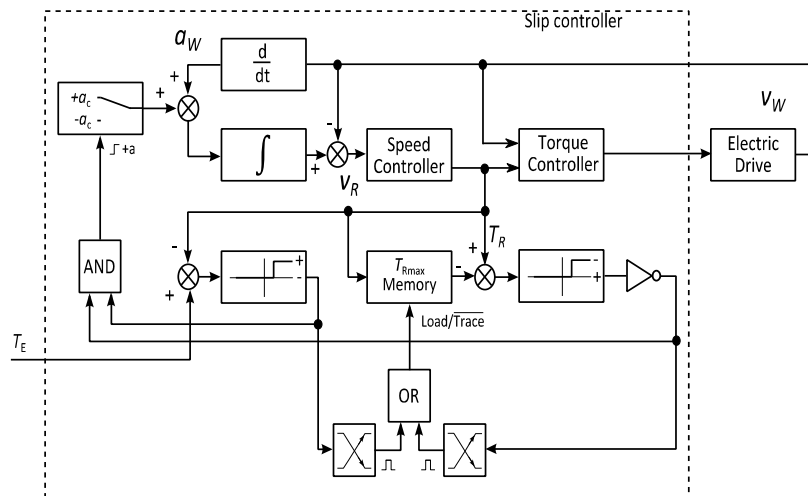 Slip controller
a_W
d
dt
+
+
+a_c
-a_c -
+
v_W
-
∫
+
Speed
Controller
Torque
Controller
Electric
Drive
+a
v_R
-
AND
+
+
-
T_Rmax
Memory
-
+
T_R
-
+
T_E
Load/Trace
OR